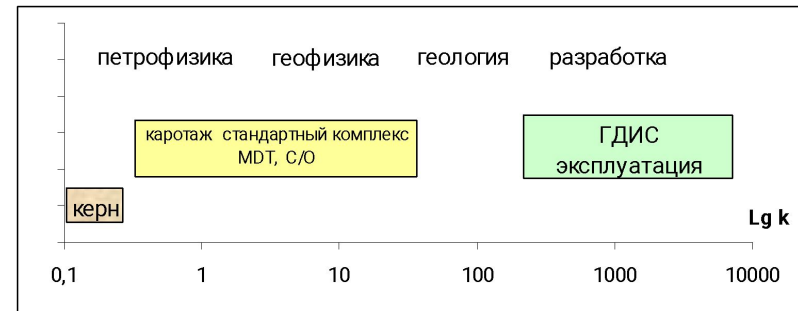 петрофизика геофизика геология разработка
каротаж стандартный комплекс
MDT, C/O
ГДИС
эксплуатация
керн
Lg k
0,1 1 10 100 1000 10000